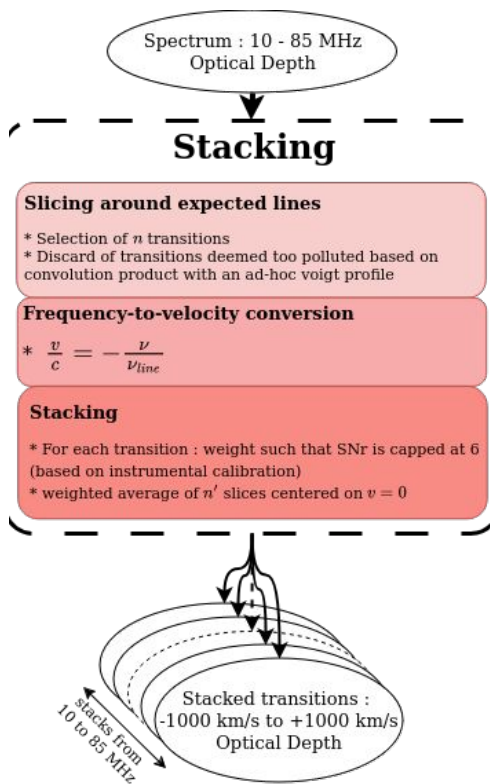 Spectrum : 10 - 85 MHz
Optical Depth
Stacking
Slicing around expected lines
* Selection of n transitions
* Discard of transitions deemed too polluted based on
convolution product with an ad-hoc voigt profile
Frequency-to-velocity conversion
* v/c = − ν/ν_line
Stacking
* For each transition : weight such that SNr is capped at 6
(based on instrumental calibration)
* weighted average of n′ slices centered on v = 0
stacks from
10 to 85 MHz
Stacked transitions :
-1000 km/s to +1000 km/s
Optical Depth